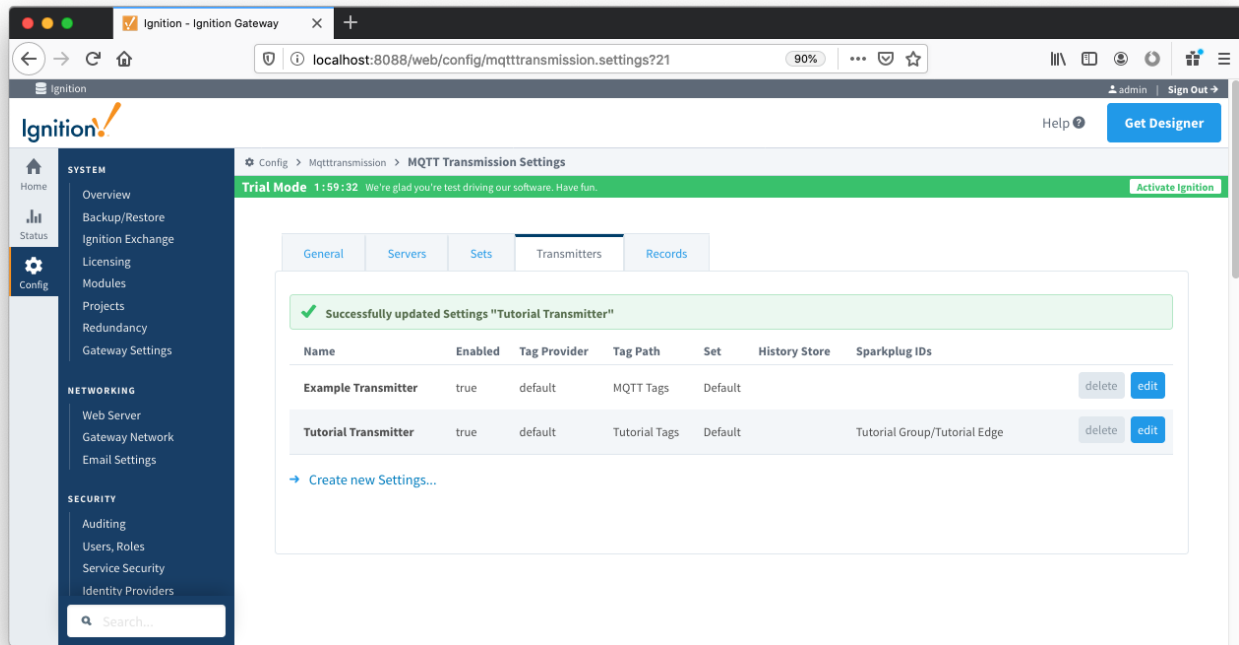 Ignition - Ignition Gateway
localhost:8088/web/config/mqtttransmission.settings?21
90%
Ignition
admin | Sign Out
Ignition!
Help
Get Designer
Home
Status
Config
SYSTEM
Overview
Backup/Restore
Ignition Exchange
Licensing
Modules
Projects
Redundancy
Gateway Settings
NETWORKING
Web Server
Gateway Network
Email Settings
SECURITY
Auditing
Users, Roles
Service Security
Identity Providers
Search...
Config > Mqtttransmission > MQTT Transmission Settings
Trial Mode 1:59:32 We're glad you're test driving our software. Have fun.
Activate Ignition
General Servers Sets Transmitters Records
Successfully updated Settings "Tutorial Transmitter"
Name Enabled Tag Provider Tag Path Set History Store Sparkplug IDs
Example Transmitter true default MQTT Tags Default delete edit
Tutorial Transmitter true default Tutorial Tags Default Tutorial Group/Tutorial Edge delete edit
Create new Settings...